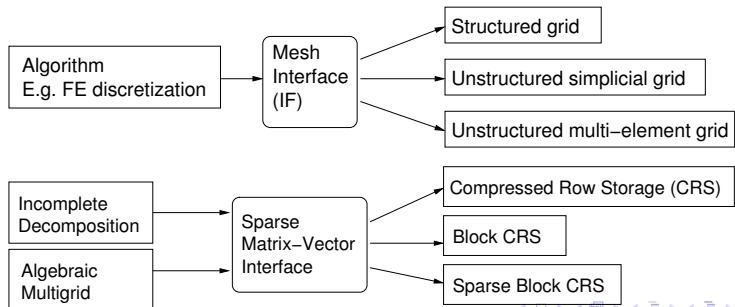 Algorithm
E.g. FE discretization
Mesh
Interface
(IF)
Structured grid
Unstructured simplicial grid
Unstructured multi−element grid
Incomplete
Decomposition
Algebraic
Multigrid
Sparse
Matrix−Vector
Interface
Compressed Row Storage (CRS)
Block CRS
Sparse Block CRS